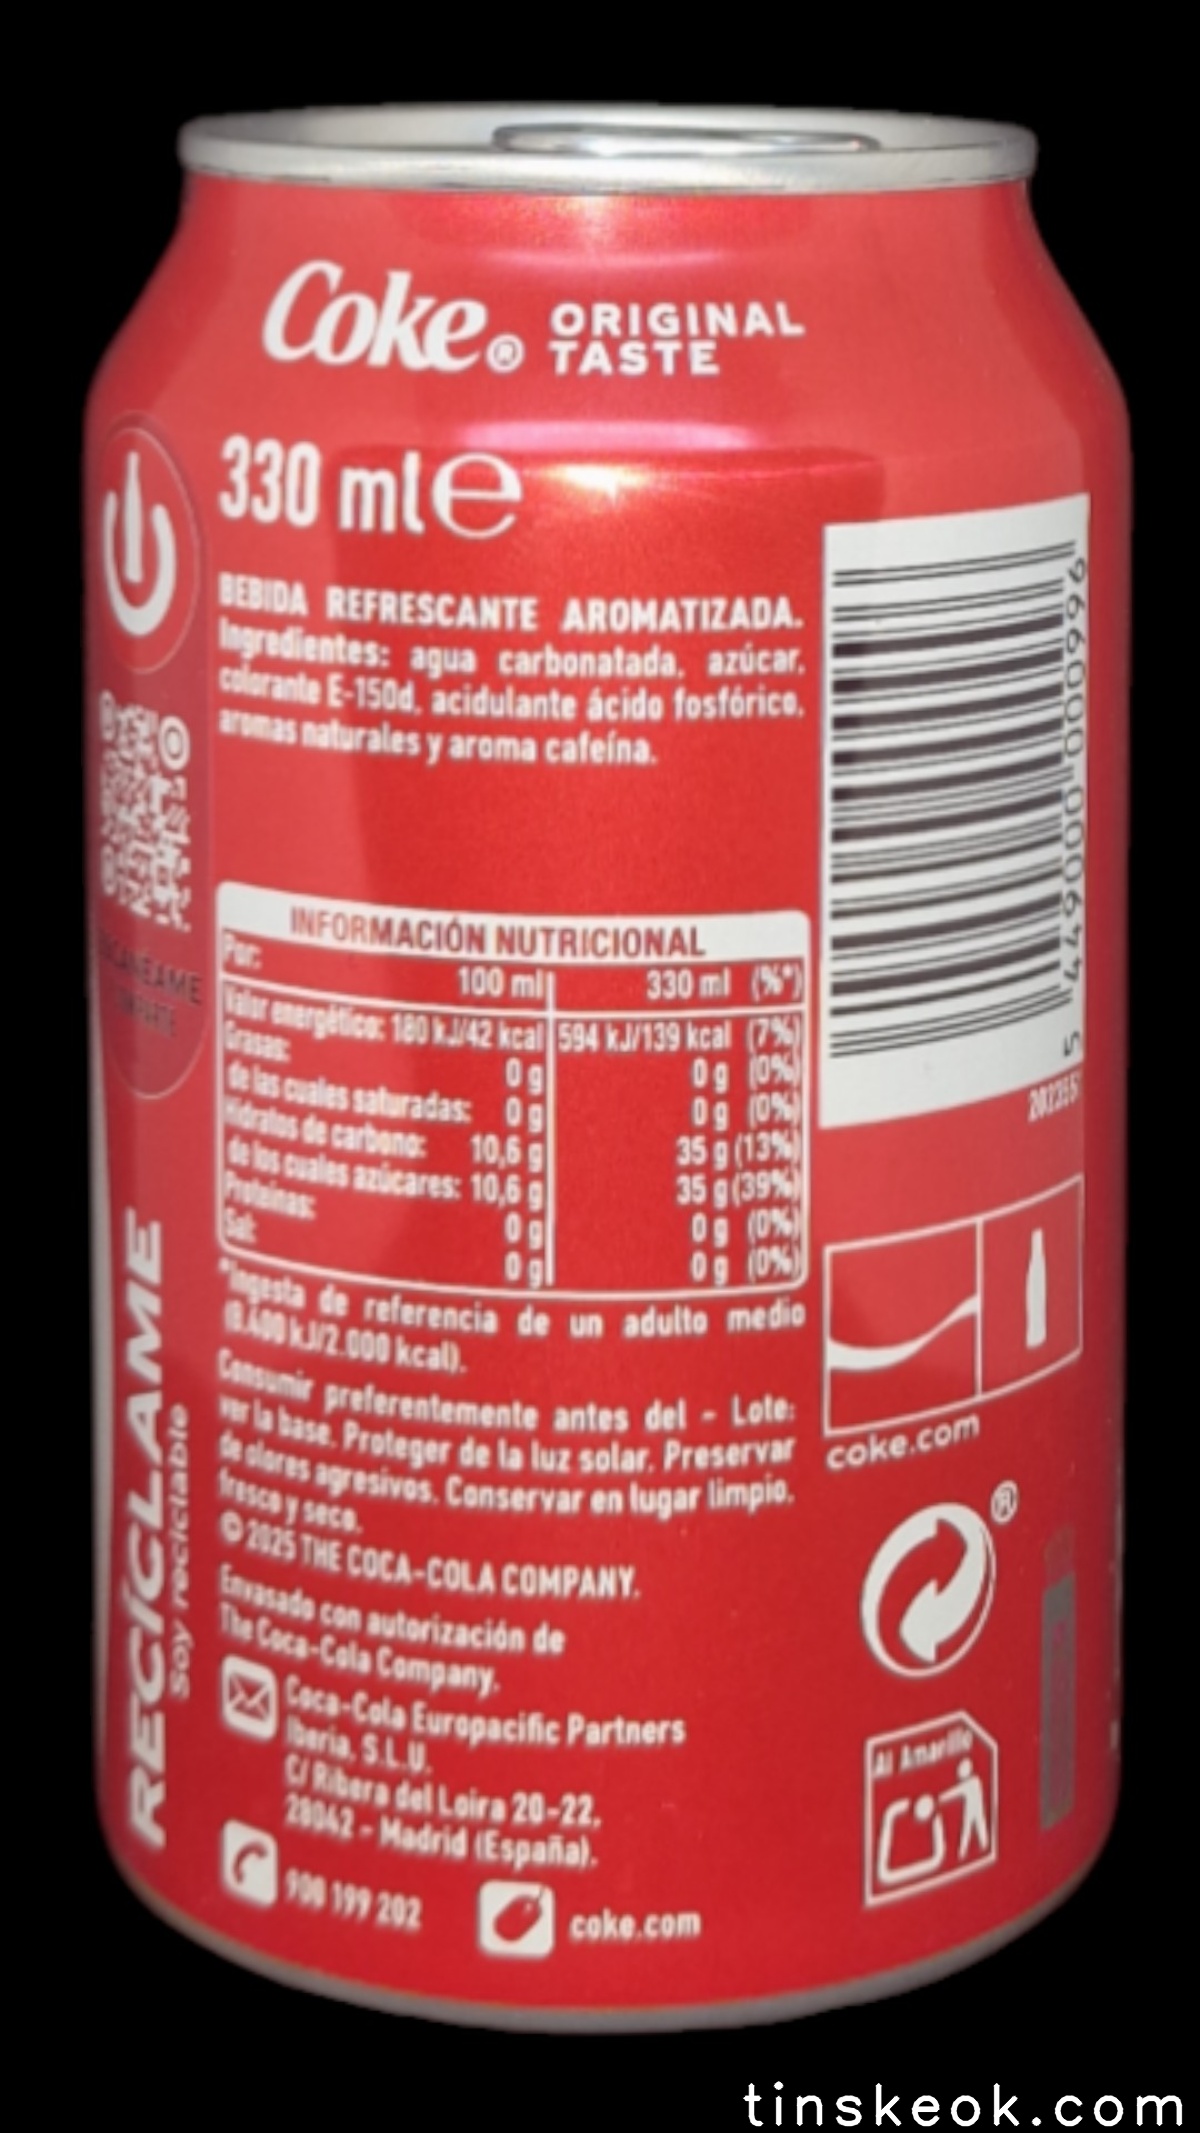 Coke® ORIGINAL
TASTE
330 ml e
BEBIDA REFRESCANTE AROMATIZADA.
Ingredientes: agua carbonatada, azúcar,
colorante E-150d, acidulante ácido fosfórico,
aromas naturales y aroma cafeína.
INFORMACIÓN NUTRICIONAL
Por: 100 ml 330 ml (%*)
Valor energético: 180 kJ/42 kcal 594 kJ/139 kcal (7%)
Grasas: 0 g 0 g (0%)
de las cuales saturadas: 0 g 0 g (0%)
Hidratos de carbono: 10,6 g 35 g (13%)
de los cuales azúcares: 10,6 g 35 g (39%)
Proteínas: 0 g 0 g (0%)
Sal: 0 g 0 g (0%)
*Ingesta de referencia de un adulto medio
(8.400 kJ/2.000 kcal).
Consumir preferentemente antes del - Lote:
ver la base. Proteger de la luz solar. Preservar
de olores agresivos. Conservar en lugar limpio,
fresco y seco.
© 2025 THE COCA-COLA COMPANY.
Envasado con autorización de
The Coca-Cola Company.
Coca-Cola Europacific Partners
Iberia, S.L.U.
C/ Ribera del Loira 20-22,
28042 - Madrid (España).
900 199 202
coke.com
RECÍCLAME
Soy reciclable
5 449000 000996
coke.com
®
Al Amarillo
tinskeok.com